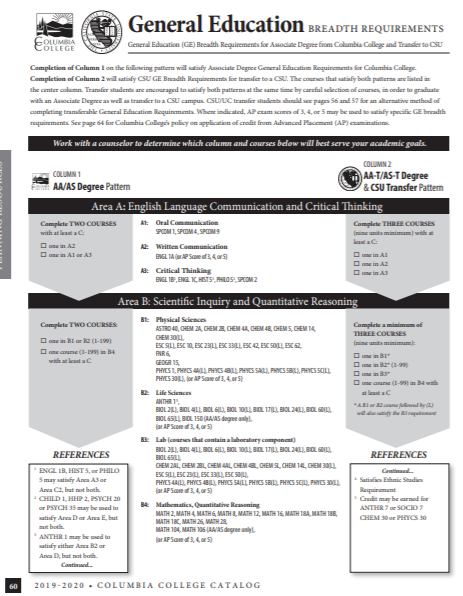 COLUMBIA
COLLEGE
General Education BREADTH REQUIREMENTS
General Education (GE) Breadth Requirements for Associate Degree from Columbia College and Transfer to CSU
Completion of Column 1 on the following pattern will satisfy Associate Degree General Education Requirements for Columbia College.
Completion of Column 2 will satisfy CSU GE Breadth Requirements for transfer to a CSU. The courses that satisfy both patterns are listed in
the center column. Transfer students are encouraged to satisfy both patterns at the same time by careful selection of courses, in order to graduate
with an Associate Degree as well as transfer to a CSU campus. CSU/UC transfer students should see pages 56 and 57 for an alternative method of
completing transferable General Education Requirements. Where indicated, AP exam scores of 3, 4, or 5 may be used to satisfy specific GE breadth
requirements. See page 64 for Columbia College's policy on application of credit from Advanced Placement (AP) examinations.
Work with a counselor to determine which column and courses below will best serve your academic goals.
COLUMN 1
AA/AS Degree Pattern
COLUMN 2
AA-T/AS-T Degree
& CSU Transfer Pattern
Area A: English Language Communication and Critical Thinking
Complete TWO COURSES
with at least a C:
☐ one in A2
☐ one in A1 or A3
A1: Oral Communication
SPCOM 1, SPCOM 4, SPCOM 9
A2: Written Communication
ENGL 1A (or AP Score of 3, 4, or 5)
A3: Critical Thinking
ENGL 1B¹, ENGL 1C, HIST 5¹, PHILO 5¹, SPCOM 2
Complete THREE COURSES
(nine units minimum) with at
least a C:
☐ one in A1
☐ one in A2
☐ one in A3
Area B: Scientific Inquiry and Quantitative Reasoning
Complete TWO COURSES:
☐ one in B1 or B2 (1-199)
☐ one course (1-199) in B4
with at least a C
B1: Physical Sciences
ASTRO 40, CHEM 2A, CHEM 2B, CHEM 4A, CHEM 4B, CHEM 5, CHEM 14,
CHEM 30(L),
ESC 5(L), ESC 10, ESC 23(L), ESC 33(L), ESC 42, ESC 50(L), ESC 62,
FNR 6,
GEOGR 15,
PHYCS 1, PHYCS 4A(L), PHYCS 4B(L), PHYCS 5A(L), PHYCS 5B(L), PHYCS 5C(L),
PHYCS 30(L), (or AP Score of 3, 4, or 5)
B2: Life Sciences
ANTHR 1³,
BIOL 2(L), BIOL 4(L), BIOL 6(L), BIOL 10(L), BIOL 17(L), BIOL 24(L), BIOL 60(L),
BIOL 65(L), BIOL 150 (AA/AS degree only),
(or AP Score of 3, 4, or 5)
B3: Lab (courses that contain a laboratory component)
BIOL 2(L), BIOL 4(L), BIOL 6(L), BIOL 10(L), BIOL 17(L), BIOL 24(L), BIOL 60(L),
BIOL 65(L),
CHEM 2AL, CHEM 2BL, CHEM 4AL, CHEM 4BL, CHEM 5L, CHEM 14L, CHEM 30(L),
ESC 5(L), ESC 23(L), ESC 33(L), ESC 50(L),
PHYCS 4A(L), PHYCS 4B(L), PHYCS 5A(L), PHYCS 5B(L), PHYCS 5C(L), PHYCS 30(L),
(or AP Score of 3, 4, or 5)
B4: Mathematics, Quantitative Reasoning
MATH 2, MATH 4, MATH 6, MATH 8, MATH 12, MATH 16, MATH 18A, MATH 18B,
MATH 18C, MATH 26, MATH 28,
MATH 104, MATH 106 (AA/AS degree only),
(or AP Score of 3, 4, or 5)
Complete a minimum of
THREE COURSES
(nine units minimum):
☐ one in B1*
☐ one in B2* (1-99)
☐ one in B3*
☐ one course (1-99) in B4 with
at least a C
* A B1 or B2 course followed by (L)
will also satisfy the B3 requirement
REFERENCES
¹ ENGL 1B, HIST 5, or PHILO
5 may satisfy Area A3 or
Area C2, but not both.
² CHILD 1, HHP 2, PSYCH 20
or PSYCH 35 may be used to
satisfy Area D or Area E, but
not both.
³ ANTHR 1 may be used to
satisfy either Area B2 or
Area D, but not both.
Continued...
REFERENCES
Continued...
⁴ Satisfies Ethnic Studies
Requirement
⁵ Credit may be earned for
ANTHR 7 or SOCIO 7
CHEM 30 or PHYCS 30
60 2019-2020 • COLUMBIA COLLEGE CATALOG